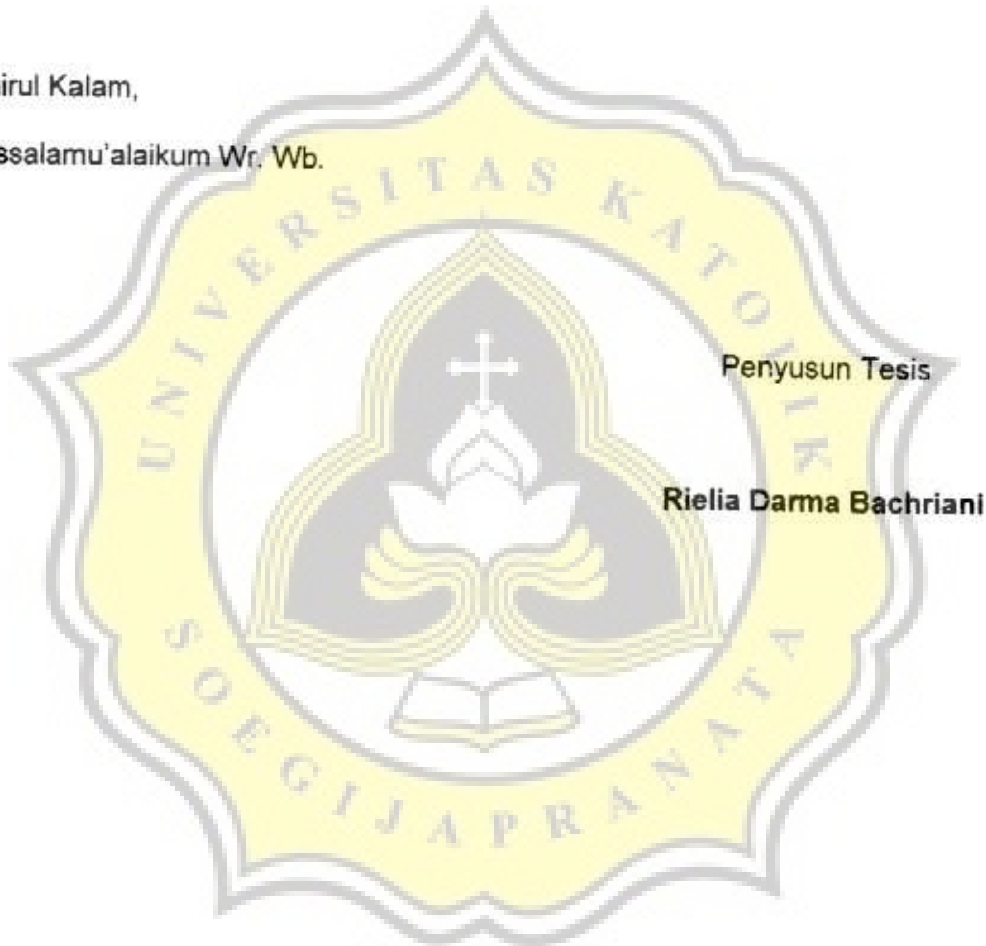 irul Kalam,
ssalamu'alaikum Wr. Wb.
UNIVERSITAS KATOLIK
Penyusun Tesis
Rielia Darma Bachriani
SOEGIJAPRANATA